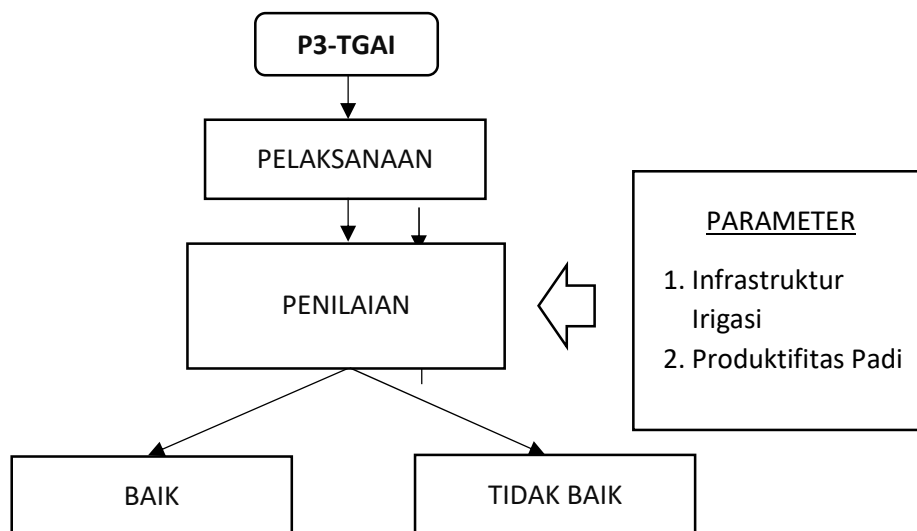 P3-TGAI
PELAKSANAAN
PENILAIAN
PARAMETER
1. Infrastruktur
Irigasi
2. Produktifitas Padi
BAIK
TIDAK BAIK